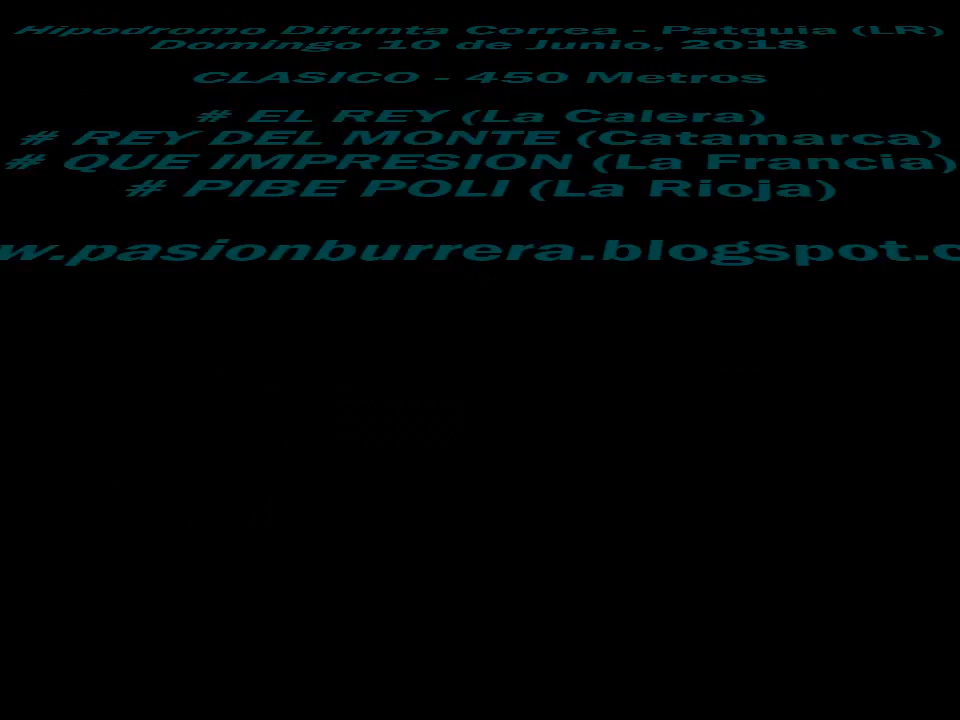 Hipodromo Difunta Correa - Patquia (LR)
Domingo 10 de Junio, 2018
CLASICO - 450 Metros
# EL REY (La Calera)
# REY DEL MONTE (Catamarca)
# QUE IMPRESION (La Francia)
# PIBE POLI (La Rioja)
w.pasionburrera.blogspot.c